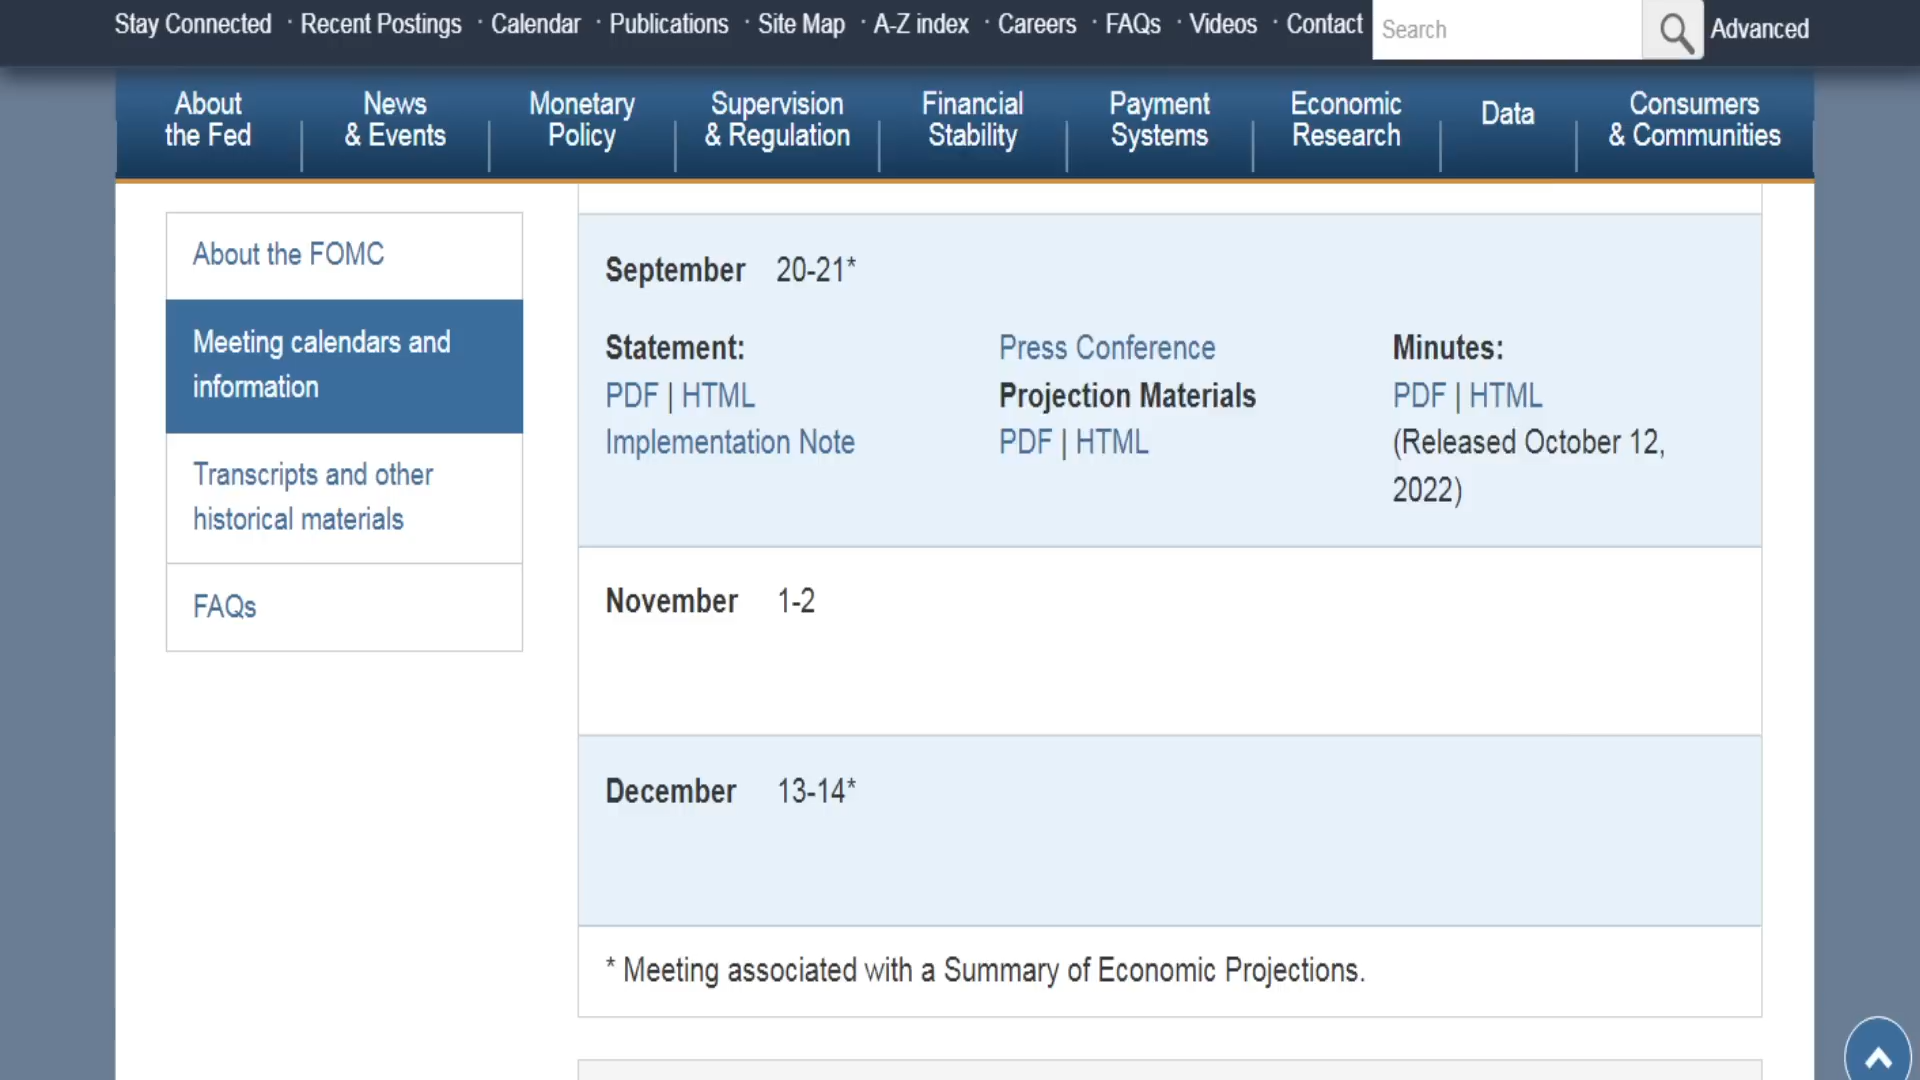 Stay Connected · Recent Postings · Calendar · Publications · Site Map · A-Z index · Careers · FAQs · Videos · Contact Search Advanced
About the Fed
News & Events
Monetary Policy
Supervision & Regulation
Financial Stability
Payment Systems
Economic Research
Data
Consumers & Communities
About the FOMC
Meeting calendars and
information
Transcripts and other
historical materials
FAQs
September 20-21*
Statement:
PDF | HTML
Implementation Note
Press Conference
Projection Materials
PDF | HTML
Minutes:
PDF | HTML
(Released October 12,
2022)
November 1-2
December 13-14*
* Meeting associated with a Summary of Economic Projections.